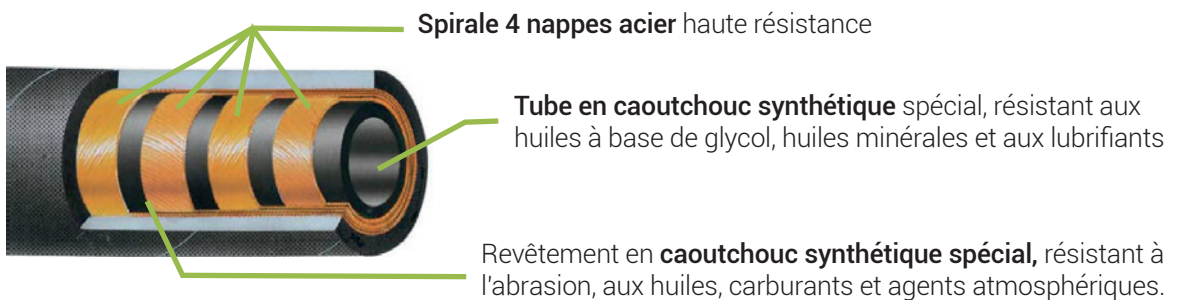 Spirale 4 nappes acier haute résistance
Tube en caoutchouc synthétique spécial, résistant aux
huiles à base de glycol, huiles minérales et aux lubrifiants
Revêtement en caoutchouc synthétique spécial, résistant à
l'abrasion, aux huiles, carburants et agents atmosphériques.